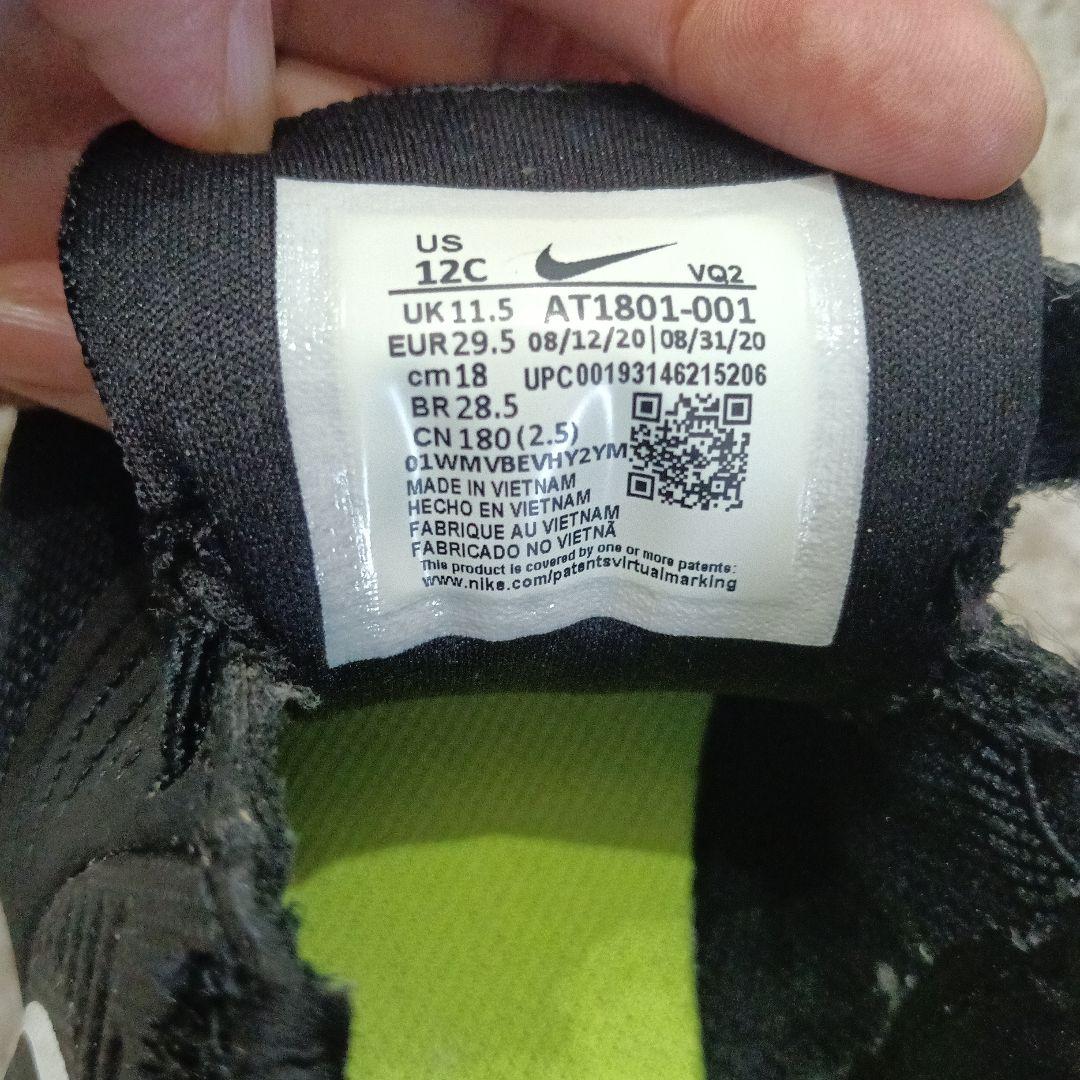 US
12C VQ2
UK 11.5 AT1801-001
EUR 29.5 08/12/20|08/31/20
cm 18 UPC00193146215206
BR 28.5
CN 180 (2.5)
01WMVBEVHY2YM
MADE IN VIETNAM
HECHO EN VIETNAM
FABRIQUE AU VIETNAM
FABRICADO NO VIETNÃ
This product is covered by one or more patents:
www.nike.com/patentsvirtualmarking